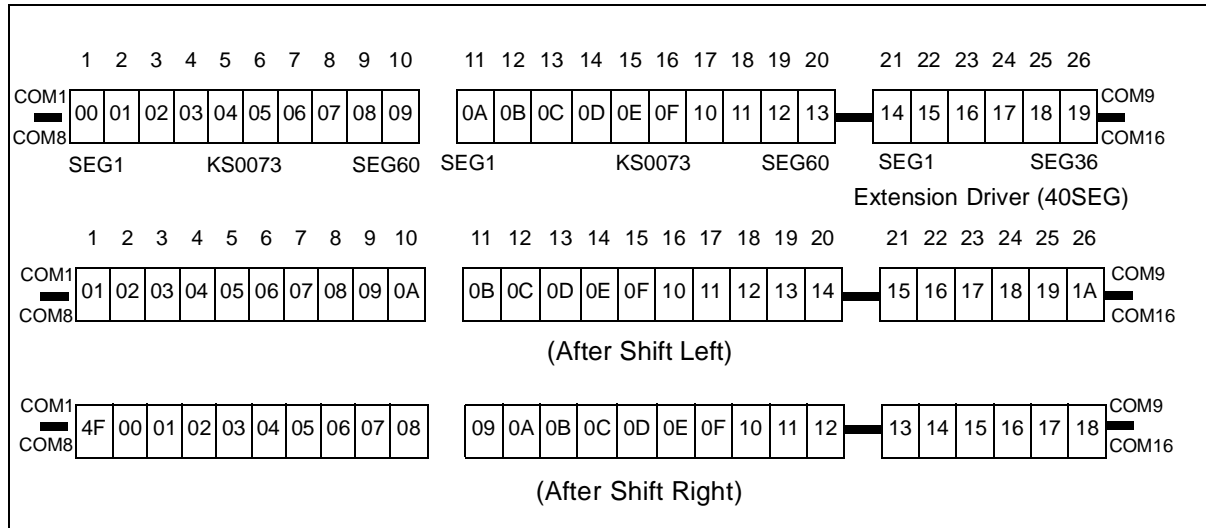 1 2 3 4 5 6 7 8 9 10 11 12 13 14 15 16 17 18 19 20 21 22 23 24 25 26
COM1 COM9
00 01 02 03 04 05 06 07 08 09 0A 0B 0C 0D 0E 0F 10 11 12 13 14 15 16 17 18 19
COM8 COM16
SEG1 KS0073 SEG60 SEG1 KS0073 SEG60 SEG1 SEG36
Extension Driver (40SEG)
1 2 3 4 5 6 7 8 9 10 11 12 13 14 15 16 17 18 19 20 21 22 23 24 25 26
COM1 COM9
01 02 03 04 05 06 07 08 09 0A 0B 0C 0D 0E 0F 10 11 12 13 14 15 16 17 18 19 1A
COM8 COM16
(After Shift Left)
COM1 COM9
4F 00 01 02 03 04 05 06 07 08 09 0A 0B 0C 0D 0E 0F 10 11 12 13 14 15 16 17 18
COM8 COM16
(After Shift Right)